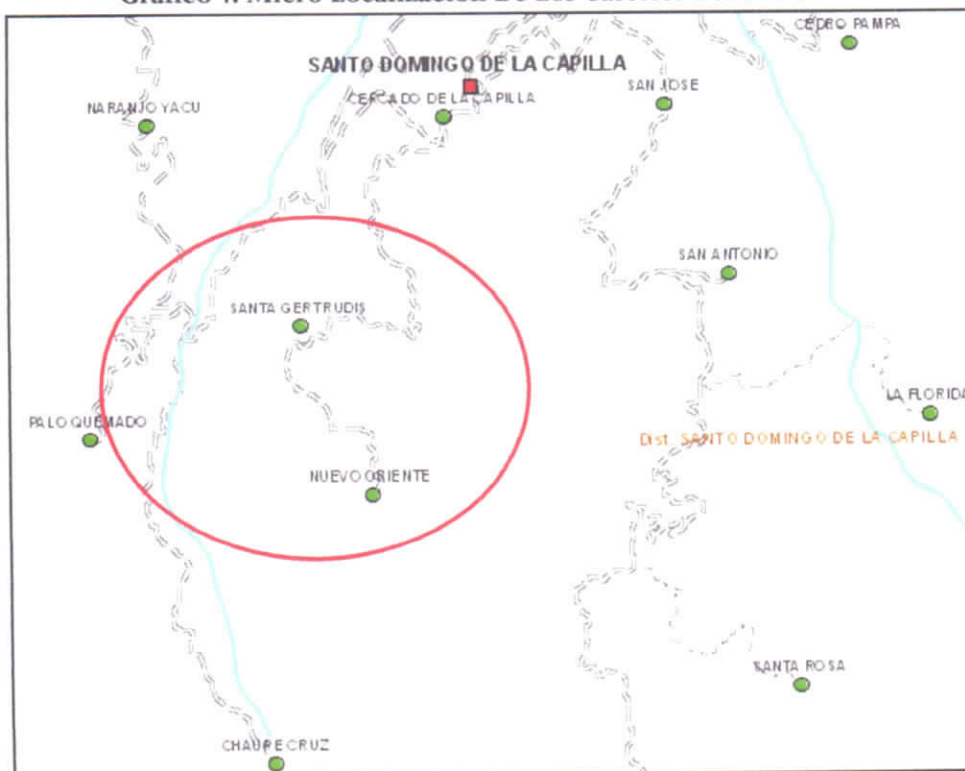 CEDRO PAMPA
SANTO DOMINGO DE LA CAPILLA
SAN JOSE
CERCADO DE LA CAPILLA
NARANJO YACU
SAN ANTONIO
SANTA GERTRUDIS
LA FLORIDA
PALO QUEMADO
Dist. SANTO DOMINGO DE LA CAPILLA
NUEVO ORIENTE
SANTA ROSA
CHAUPE CRUZ